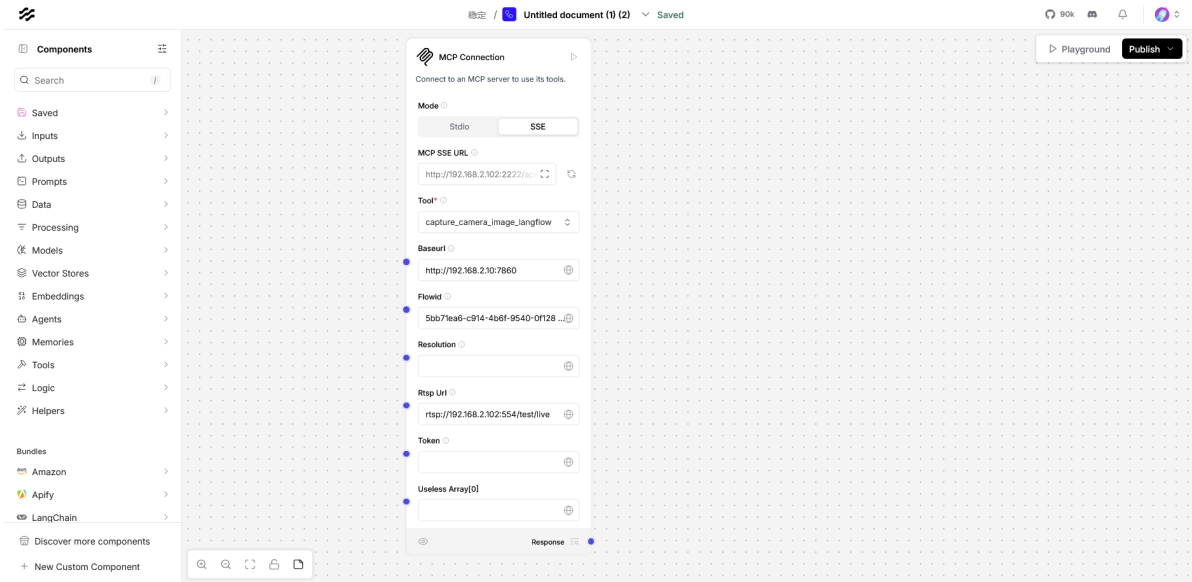 稳定 / Untitled document (1) (2) Saved
90k
Components
Search /
Saved
Inputs
Outputs
Prompts
Data
Processing
Models
Vector Stores
Embeddings
Agents
Memories
Tools
Logic
Helpers
Bundles
aws Amazon
Apify
LangChain
Discover more components
New Custom Component
MCP Connection
Connect to an MCP server to use its tools.
Mode
Stdio SSE
MCP SSE URL
http://192.168.2.102:2222/ap
Tool*
capture_camera_image_langflow
Baseurl
http://192.168.2.10:7860
Flowid
5bb71ea6-c914-4b6f-9540-0f128 ...
Resolution
Rtsp Url
rtsp://192.168.2.102:554/test/live
Token
Useless Array[0]
Response
Playground Publish